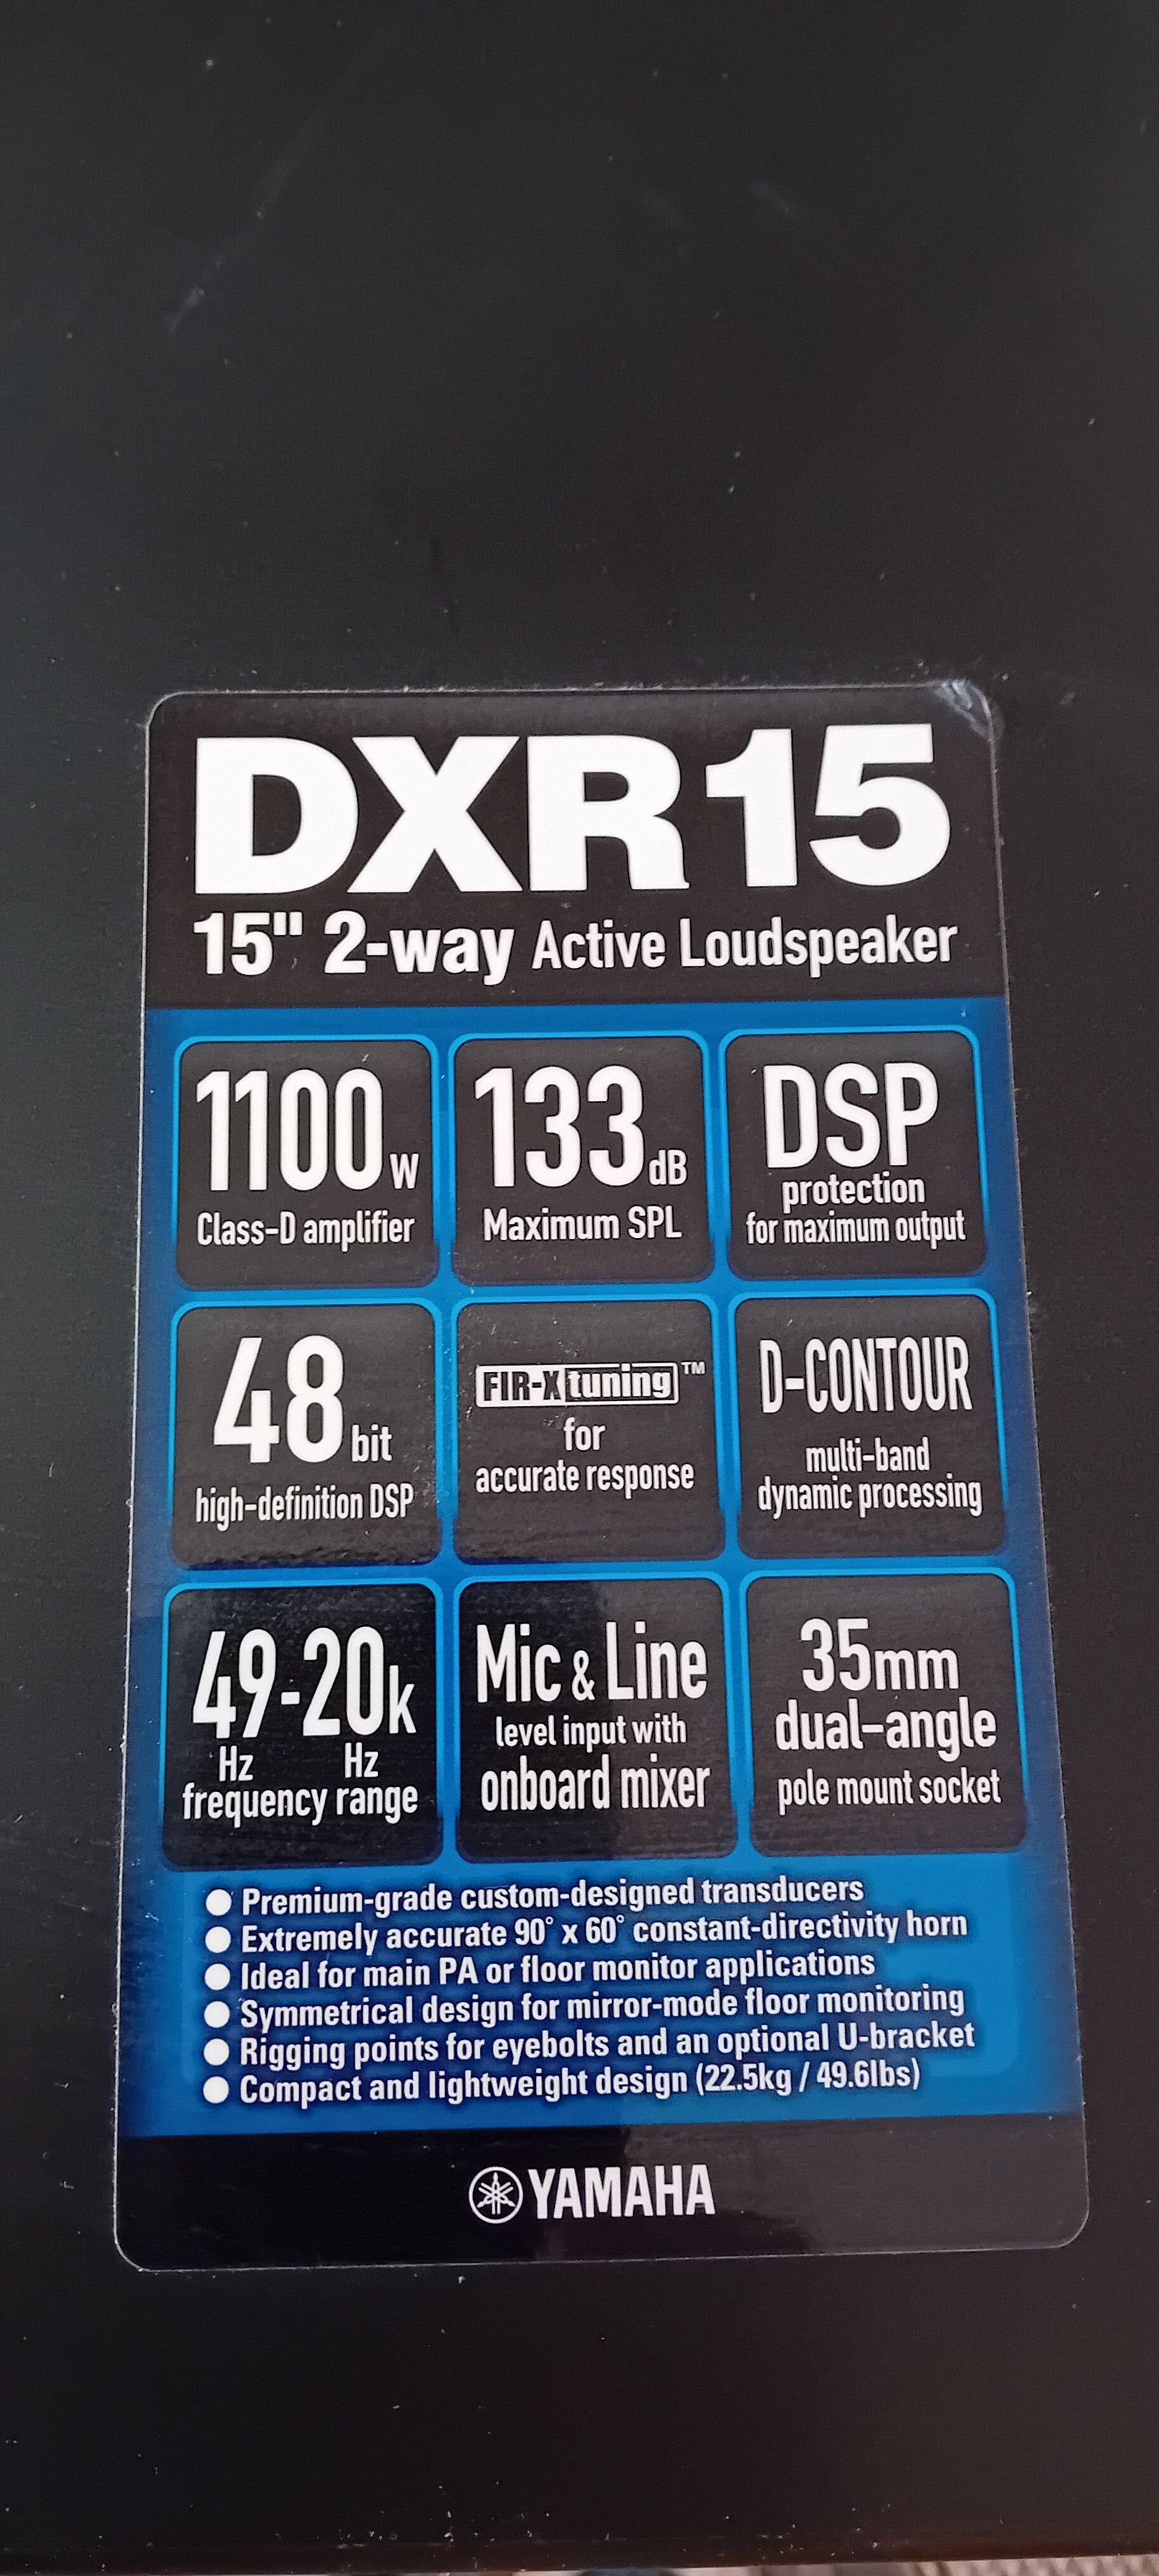 DXR15
15" 2-way Active Loudspeaker
1100W
Class-D amplifier
133dB
Maximum SPL
DSP
protection
for maximum output
48bit
high-definition DSP
FIR-X tuning™
for
accurate response
D-CONTOUR
multi-band
dynamic processing
49-20k
Hz Hz
frequency range
Mic & Line
level input with
onboard mixer
35mm
dual-angle
pole mount socket
● Premium-grade custom-designed transducers
● Extremely accurate 90° x 60° constant-directivity horn
● Ideal for main PA or floor monitor applications
● Symmetrical design for mirror-mode floor monitoring
● Rigging points for eyebolts and an optional U-bracket
● Compact and lightweight design (22.5kg / 49.6lbs)
YAMAHA